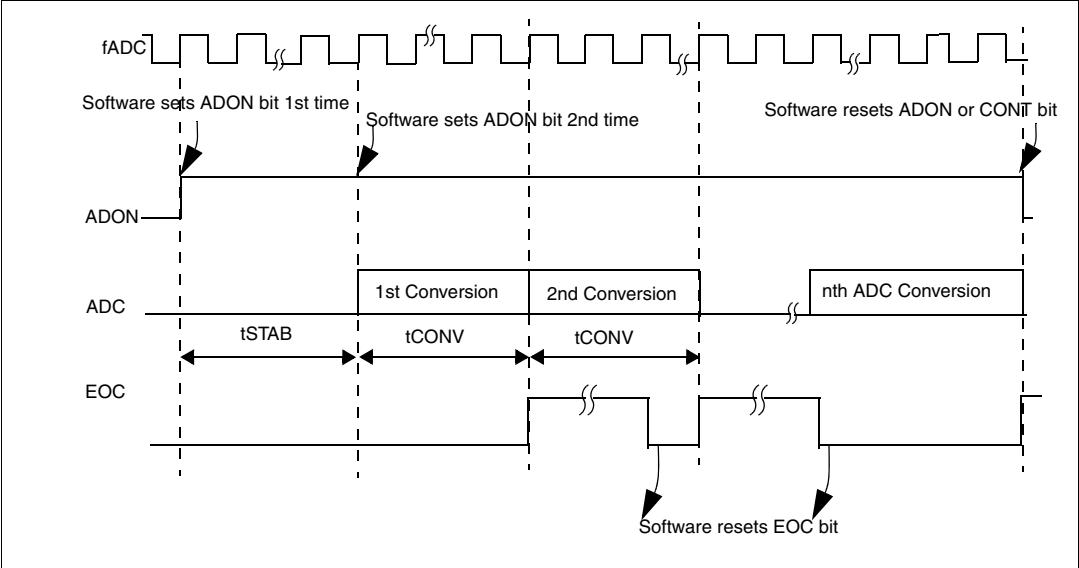 fADC
Software sets ADON bit 1st time
Software sets ADON bit 2nd time
Software resets ADON or CONT bit
ADON
ADC
1st Conversion
2nd Conversion
nth ADC Conversion
tSTAB
tCONV
tCONV
EOC
Software resets EOC bit